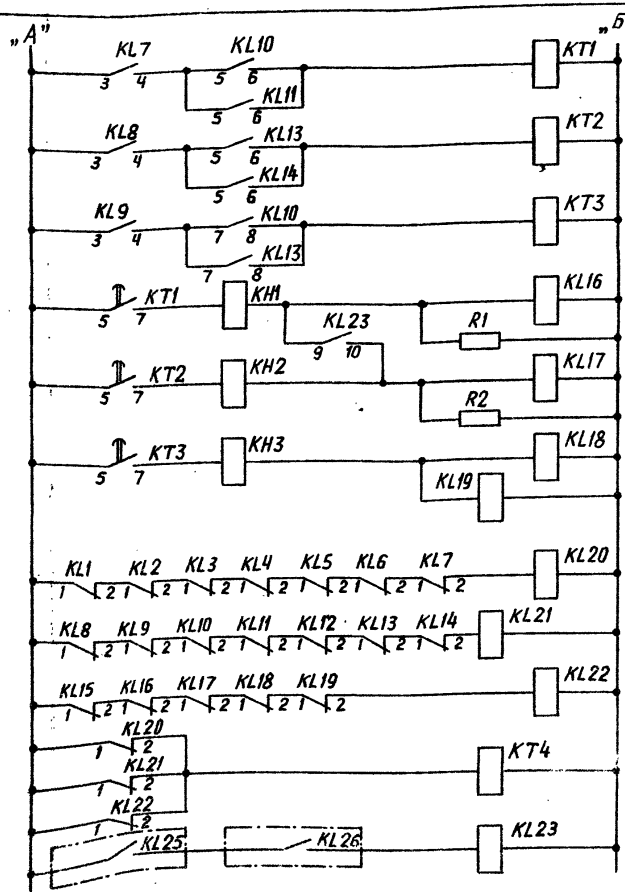 „А" „Б
KL7 KL10 KT1
3 4 5 6
KL11
5 6
KL8 KL13 KT2
3 4 5 6
KL14
5 6
KL9 KL10 KT3
3 4 7 8
KL13
7 8
KT1 KH1 KL16
5 7
KL23 R1
9 10
KT2 KH2 KL17
5 7
R2
KT3 KH3 KL18
5 7
KL19
KL1 KL2 KL3 KL4 KL5 KL6 KL7 KL20
1 2 1 2 1 2 1 2 1 2 1 2 1 2
KL8 KL9 KL10 KL11 KL12 KL13 KL14 KL21
1 2 1 2 1 2 1 2 1 2 1 2 1 2
KL15 KL16 KL17 KL18 KL19 KL22
1 2 1 2 1 2 1 2 1 2
KL20
1 2
KL21 KT4
1 2
KL22
1 2
KL25 KL26 KL23